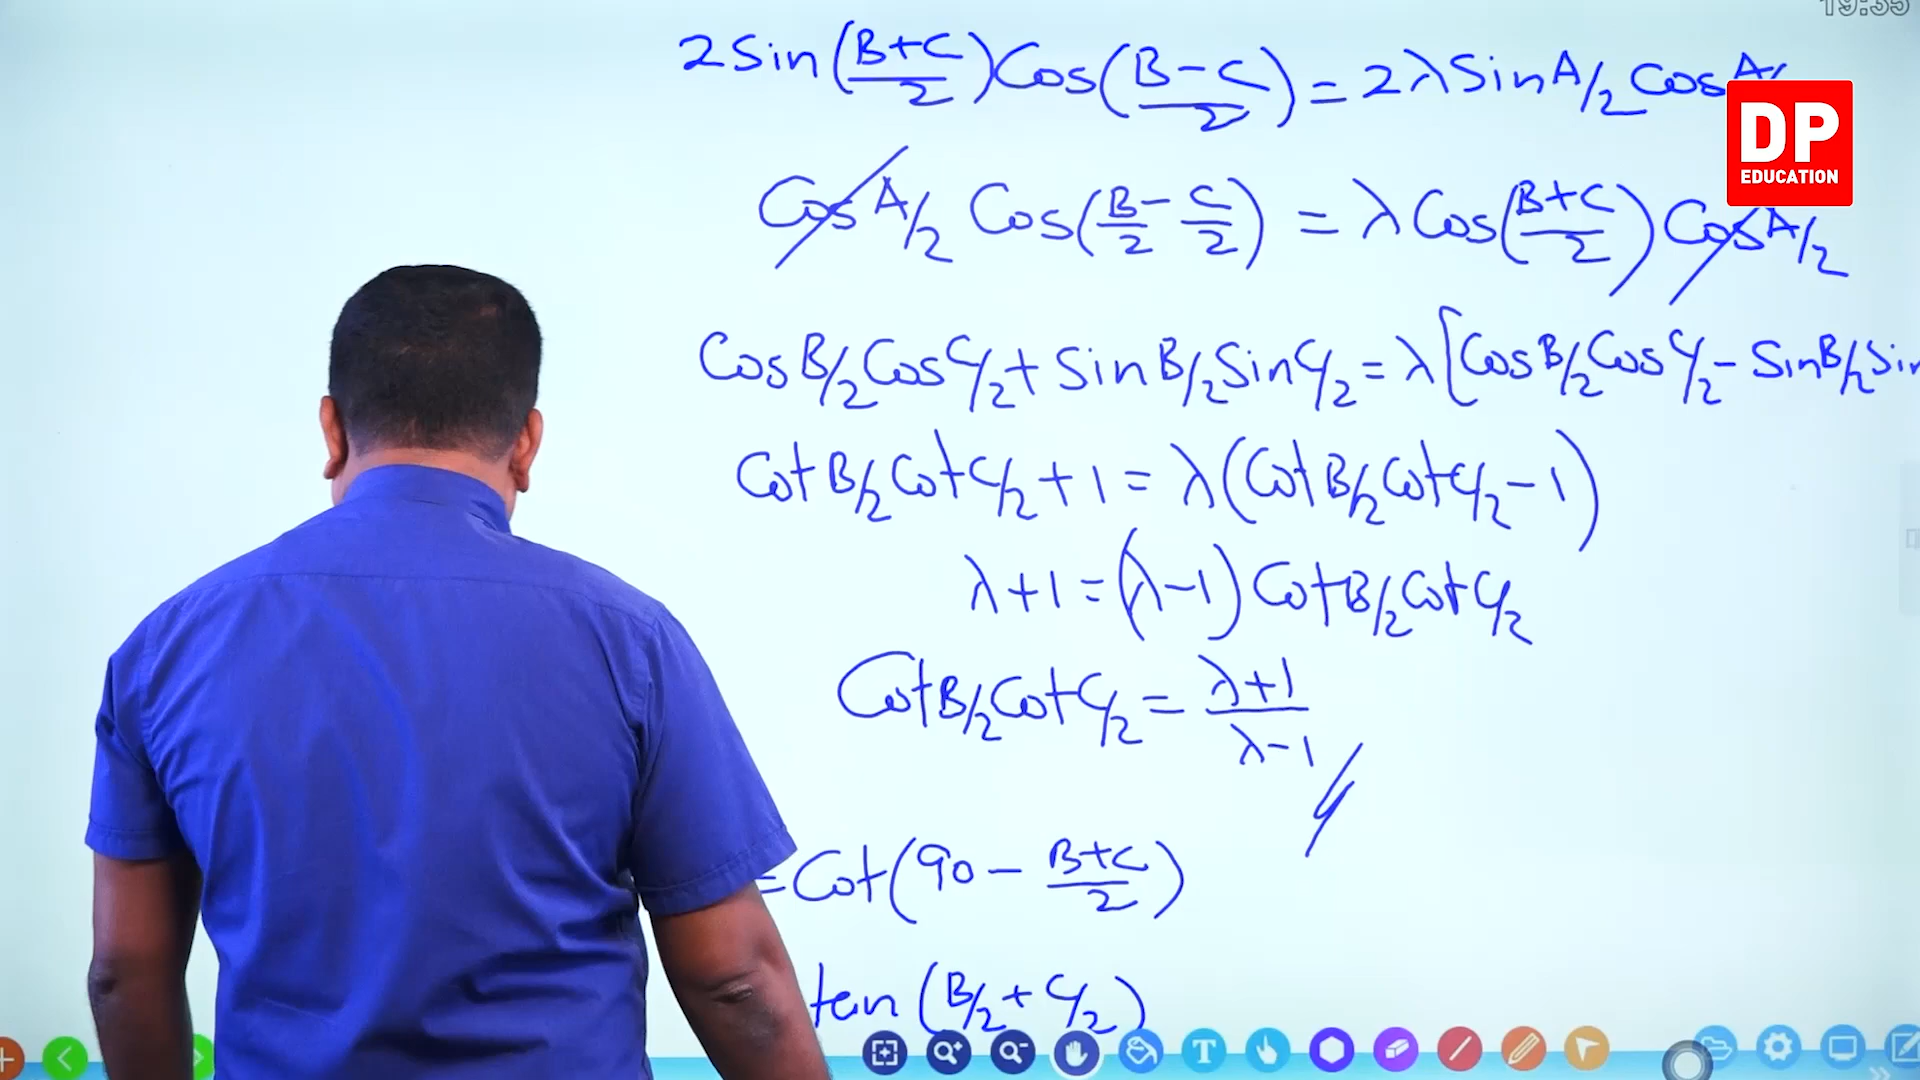 19:35
2Sin((B+C)/2)Cos((B-C)/2) = 2λSinA/2 CosA/
DP
EDUCATION
CosA/2 Cos(B/2 - C/2) = λCos((B+C)/2)CosA/2
CosB/2CosC/2 + SinB/2SinC/2 = λ[CosB/2CosC/2 - SinB/2Sin
CotB/2CotC/2 + 1 = λ(CotB/2CotC/2 - 1)
λ+1 = (λ-1)CotB/2CotC/2
CotB/2CotC/2 = (λ+1)/(λ-1)
= Cot(90 - (B+C)/2)
tan(B/2 + C/2)
T